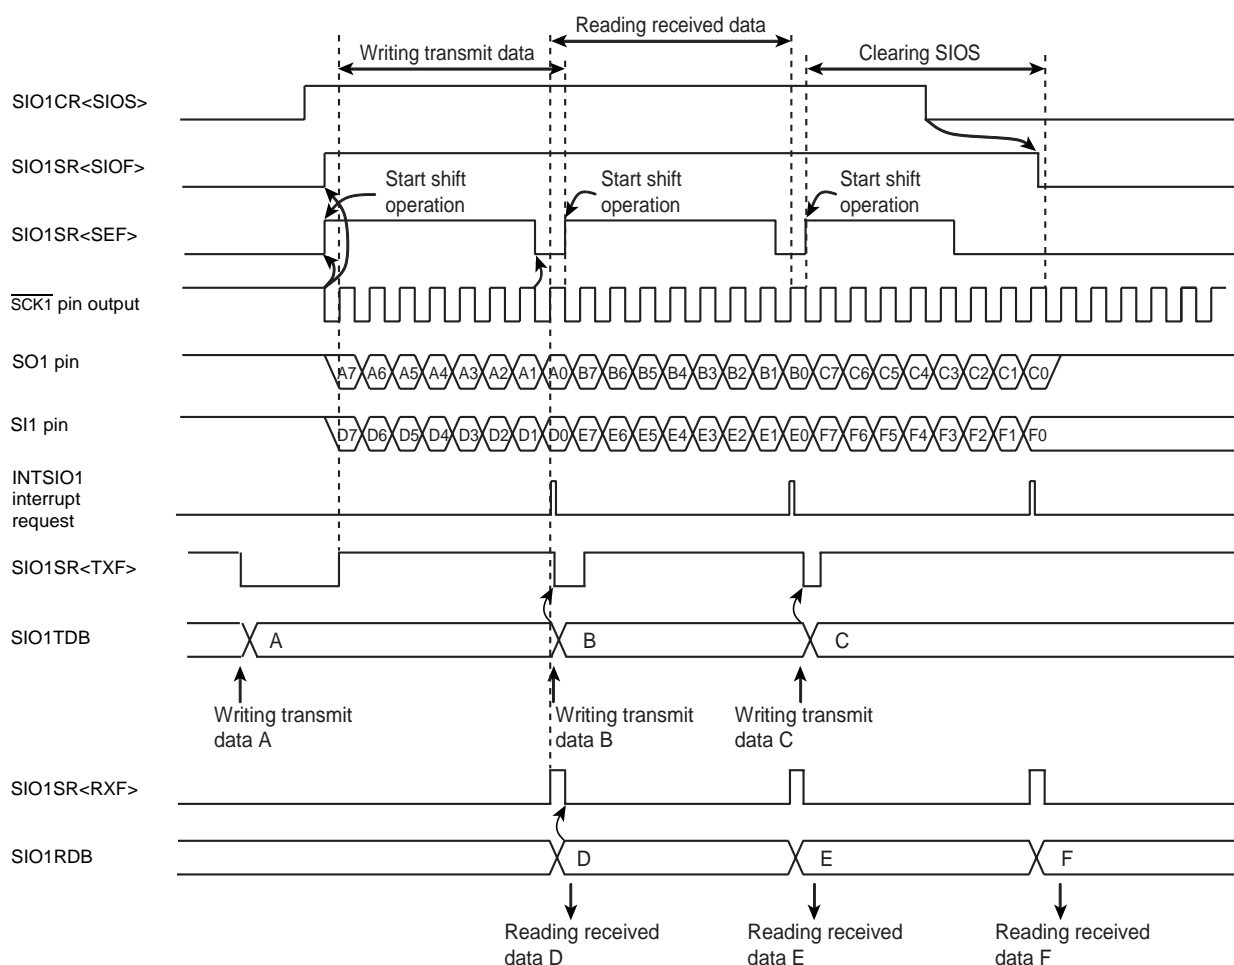 Reading received data
Writing transmit data
Clearing SIOS
SIO1CR<SIOS>
SIO1SR<SIOF>
Start shift
operation
Start shift
operation
Start shift
operation
SIO1SR<SEF>
SCK1 pin output
SO1 pin
A7 A6 A5 A4 A3 A2 A1 A0 B7 B6 B5 B4 B3 B2 B1 B0 C7 C6 C5 C4 C3 C2 C1 C0
SI1 pin
D7 D6 D5 D4 D3 D2 D1 D0 E7 E6 E5 E4 E3 E2 E1 E0 F7 F6 F5 F4 F3 F2 F1 F0
INTSIO1
interrupt
request
SIO1SR<TXF>
SIO1TDB
A B C
Writing transmit
data A
Writing transmit
data B
Writing transmit
data C
SIO1SR<RXF>
SIO1RDB
D E F
Reading received
data D
Reading received
data E
Reading received
data F